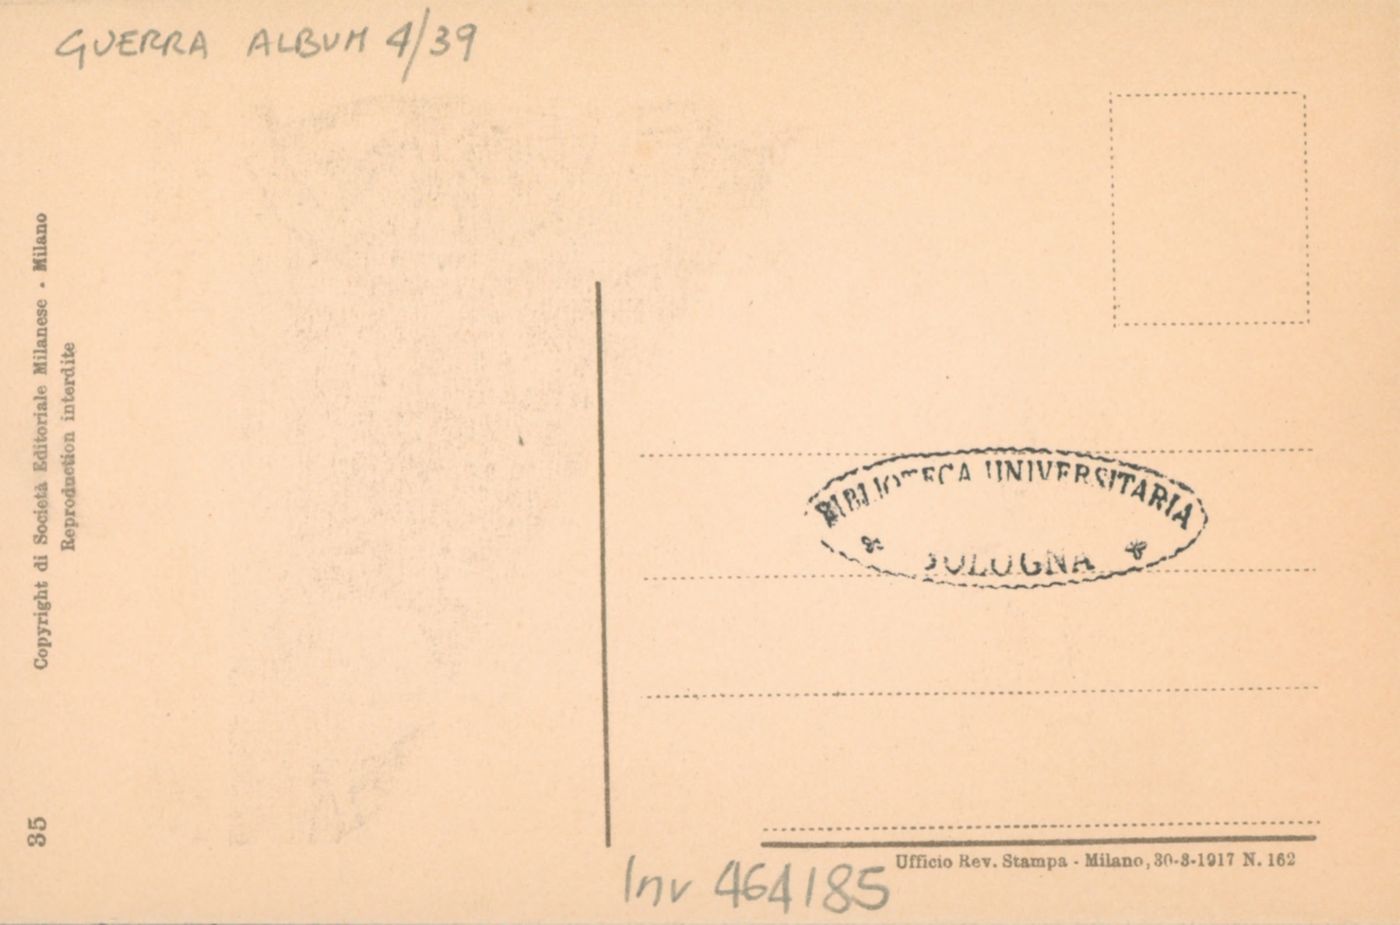 GUERRA ALBUM 4/39
Copyright di Società Editoriale Milanese - Milano
Reproduction interdite
35
BIBLIOTECA UNIVERSITARIA
BOLOGNA
Ufficio Rev. Stampa - Milano, 30-3-1917 N. 162
Inv 464185